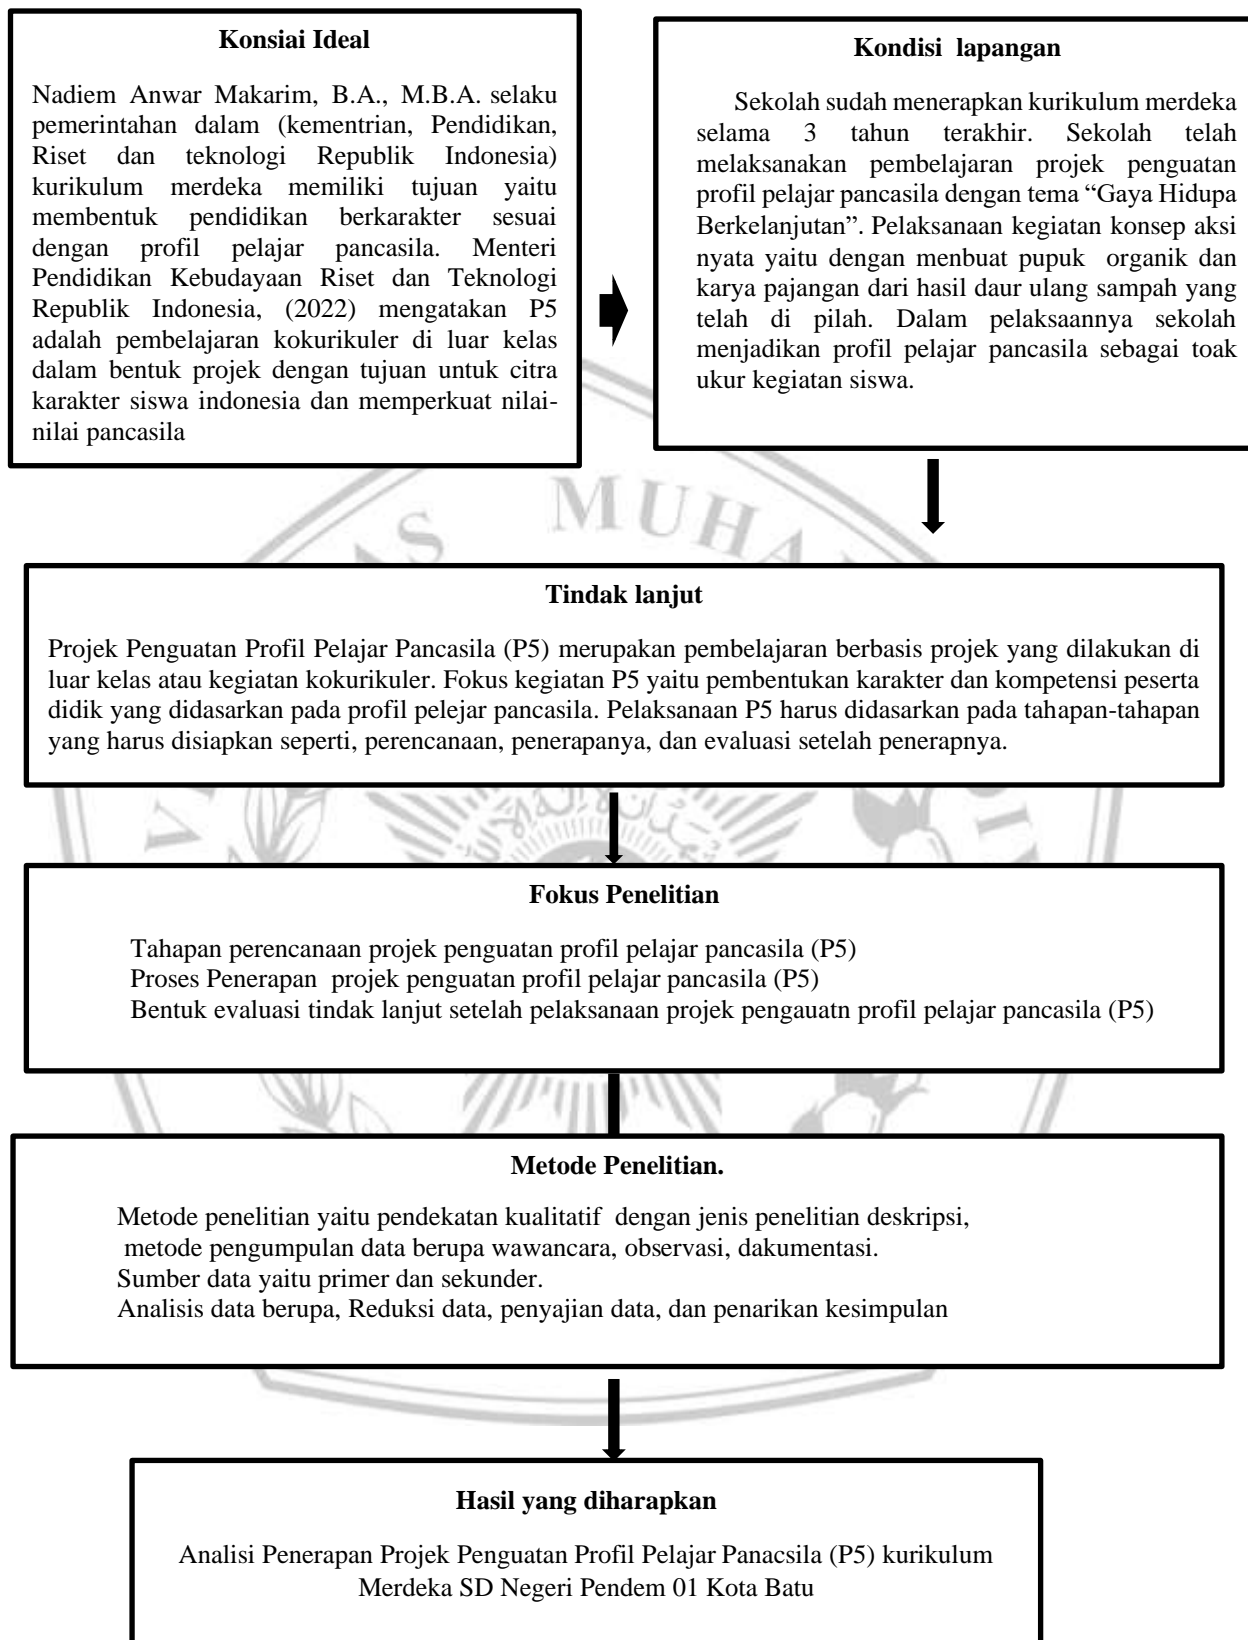 Konsiai Ideal
Nadiem Anwar Makarim, B.A., M.B.A. selaku
pemerintahan dalam (kementrian, Pendidikan,
Riset dan teknologi Republik Indonesia)
kurikulum merdeka memiliki tujuan yaitu
membentuk pendidikan berkarakter sesuai
dengan profil pelajar pancasila. Menteri
Pendidikan Kebudayaan Riset dan Teknologi
Republik Indonesia, (2022) mengatakan P5
adalah pembelajaran kokurikuler di luar kelas
dalam bentuk projek dengan tujuan untuk citra
karakter siswa indonesia dan memperkuat nilai-
nilai pancasila
Kondisi lapangan
Sekolah sudah menerapkan kurikulum merdeka
selama 3 tahun terakhir. Sekolah telah
melaksanakan pembelajaran projek penguatan
profil pelajar pancasila dengan tema “Gaya Hidupa
Berkelanjutan”. Pelaksanaan kegiatan konsep aksi
nyata yaitu dengan menbuat pupuk organik dan
karya pajangan dari hasil daur ulang sampah yang
telah di pilah. Dalam pelaksaannya sekolah
menjadikan profil pelajar pancasila sebagai toak
ukur kegiatan siswa.
AS MUHA
Tindak lanjut
Projek Penguatan Profil Pelajar Pancasila (P5) merupakan pembelajaran berbasis projek yang dilakukan di
luar kelas atau kegiatan kokurikuler. Fokus kegiatan P5 yaitu pembentukan karakter dan kompetensi peserta
didik yang didasarkan pada profil pelejar pancasila. Pelaksanaan P5 harus didasarkan pada tahapan-tahapan
yang harus disiapkan seperti, perencanaan, penerapanya, dan evaluasi setelah penerapnya.
Fokus Penelitian
Tahapan perencanaan projek penguatan profil pelajar pancasila (P5)
Proses Penerapan projek penguatan profil pelajar pancasila (P5)
Bentuk evaluasi tindak lanjut setelah pelaksanaan projek pengauatn profil pelajar pancasila (P5)
Metode Penelitian.
Metode penelitian yaitu pendekatan kualitatif dengan jenis penelitian deskripsi,
metode pengumpulan data berupa wawancara, observasi, dakumentasi.
Sumber data yaitu primer dan sekunder.
Analisis data berupa, Reduksi data, penyajian data, dan penarikan kesimpulan
Hasil yang diharapkan
Analisi Penerapan Projek Penguatan Profil Pelajar Panacsila (P5) kurikulum
Merdeka SD Negeri Pendem 01 Kota Batu